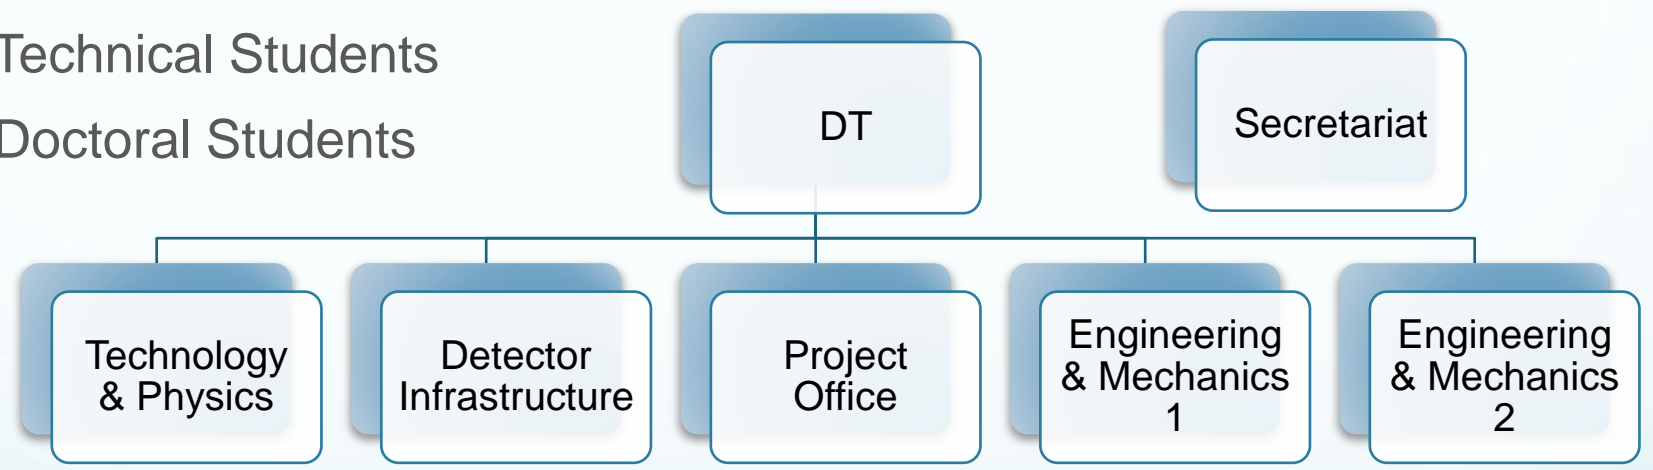 Technical Students
Doctoral Students
DT
Secretariat
Technology
& Physics
Detector
Infrastructure
Project
Office
Engineering
& Mechanics
1
Engineering
& Mechanics
2